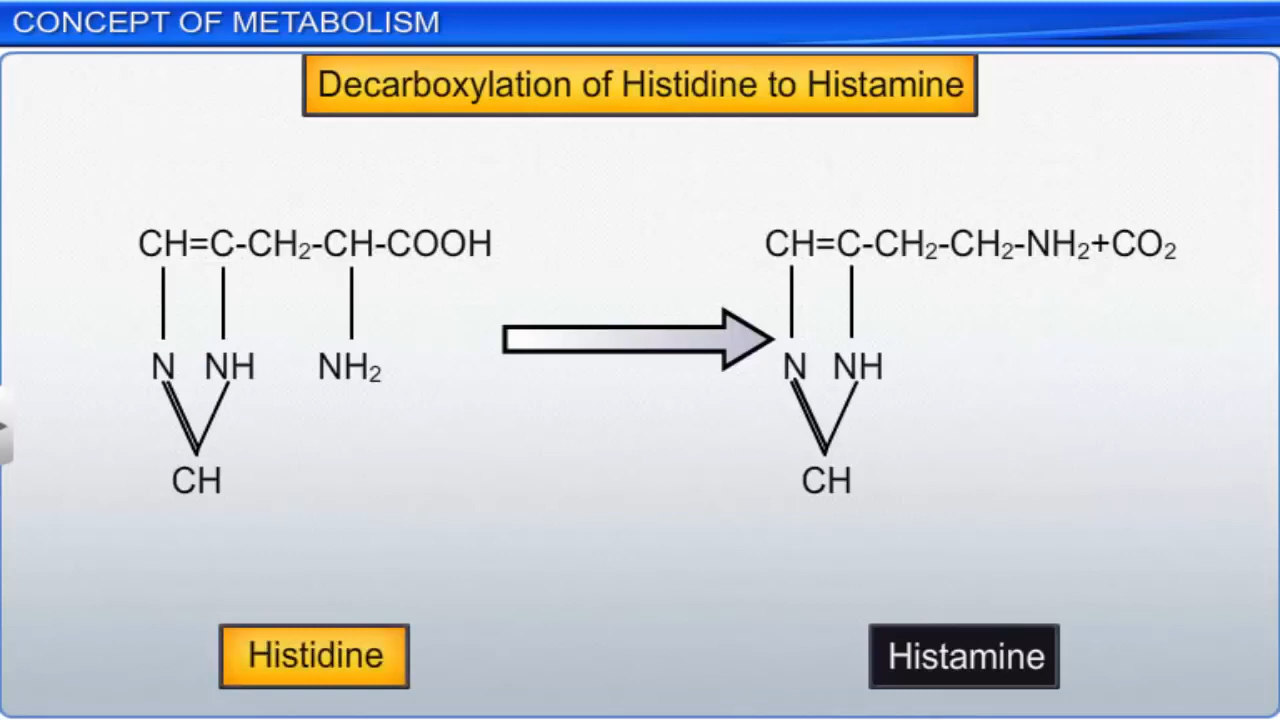 CONCEPT OF METABOLISM
Decarboxylation of Histidine to Histamine
CH=C-CH₂-CH-COOH
N NH NH₂
CH
CH=C-CH₂-CH₂-NH₂+CO₂
N NH
CH
Histidine
Histamine